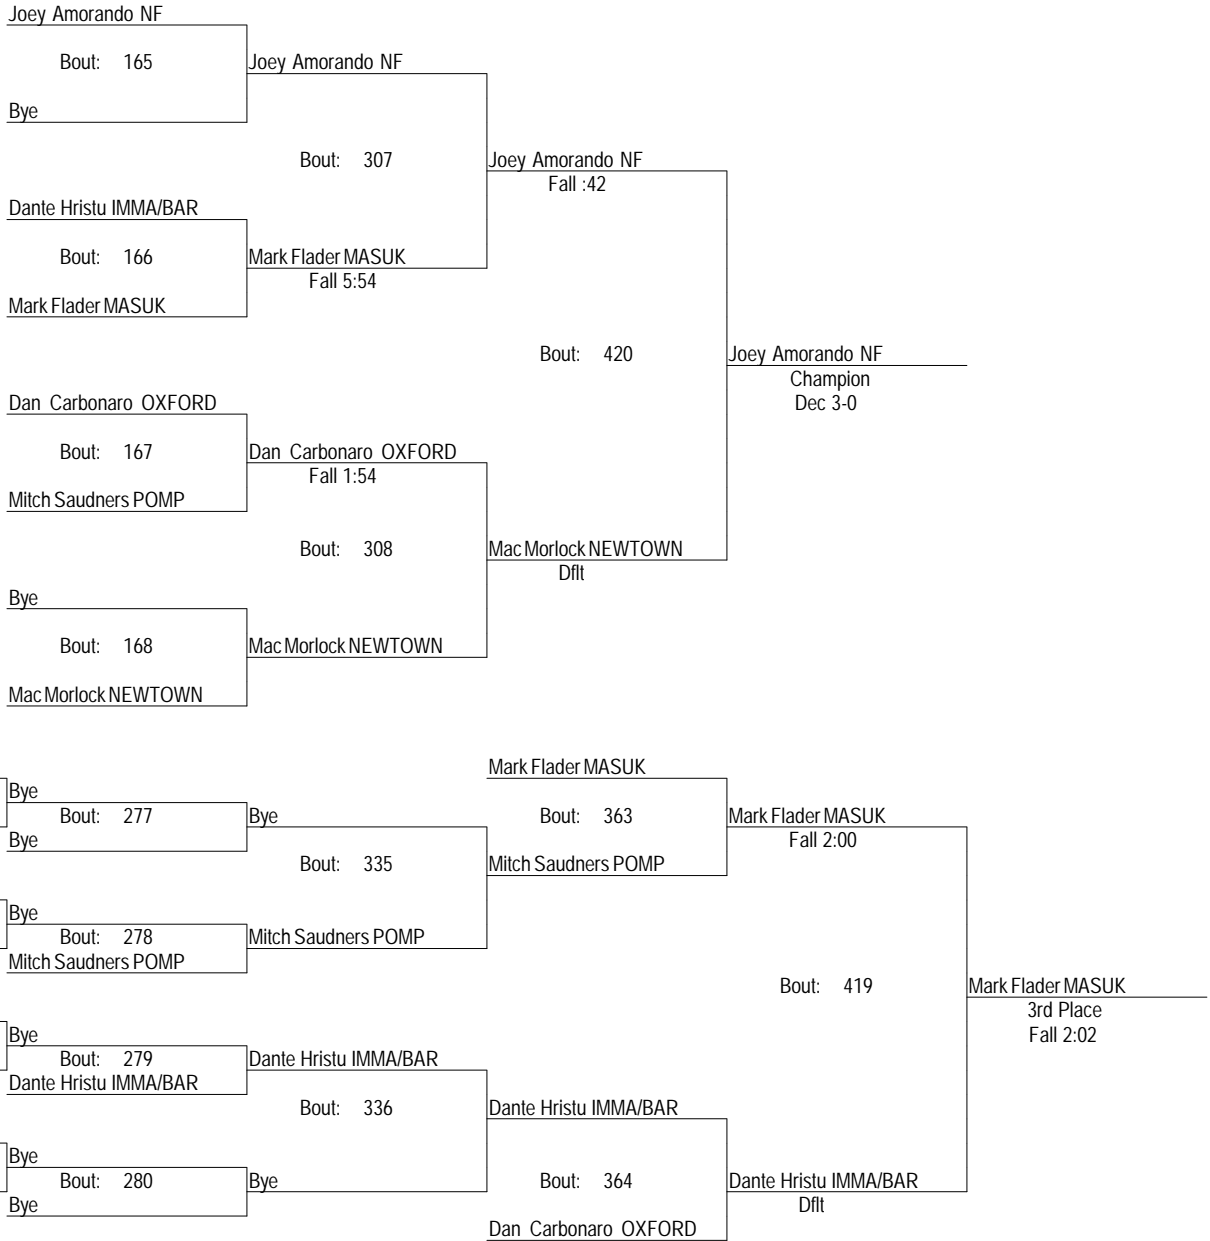 Joey Amorando NF
Bout: 165
Joey Amorando NF
Bye
Bout: 307
Joey Amorando NF
Fall :42
Dante Hristu IMMA/BAR
Bout: 166
Mark Flader MASUK
Fall 5:54
Mark Flader MASUK
Bout: 420
Joey Amorando NF
Champion
Dec 3-0
Dan Carbonaro OXFORD
Bout: 167
Dan Carbonaro OXFORD
Fall 1:54
Mitch Saudners POMP
Bout: 308
Mac Morlock NEWTOWN
Dflt
Bye
Bout: 168
Mac Morlock NEWTOWN
Mac Morlock NEWTOWN
Mark Flader MASUK
Bye
Bout: 277
Bye
Bout: 363
Mark Flader MASUK
Fall 2:00
Bye
Bout: 335
Mitch Saudners POMP
Bye
Bout: 278
Mitch Saudners POMP
Mitch Saudners POMP
Bout: 419
Mark Flader MASUK
3rd Place
Fall 2:02
Bye
Bout: 279
Dante Hristu IMMA/BAR
Dante Hristu IMMA/BAR
Bout: 336
Dante Hristu IMMA/BAR
Bye
Bout: 280
Bye
Bout: 364
Dante Hristu IMMA/BAR
Dflt
Bye
Dan Carbonaro OXFORD